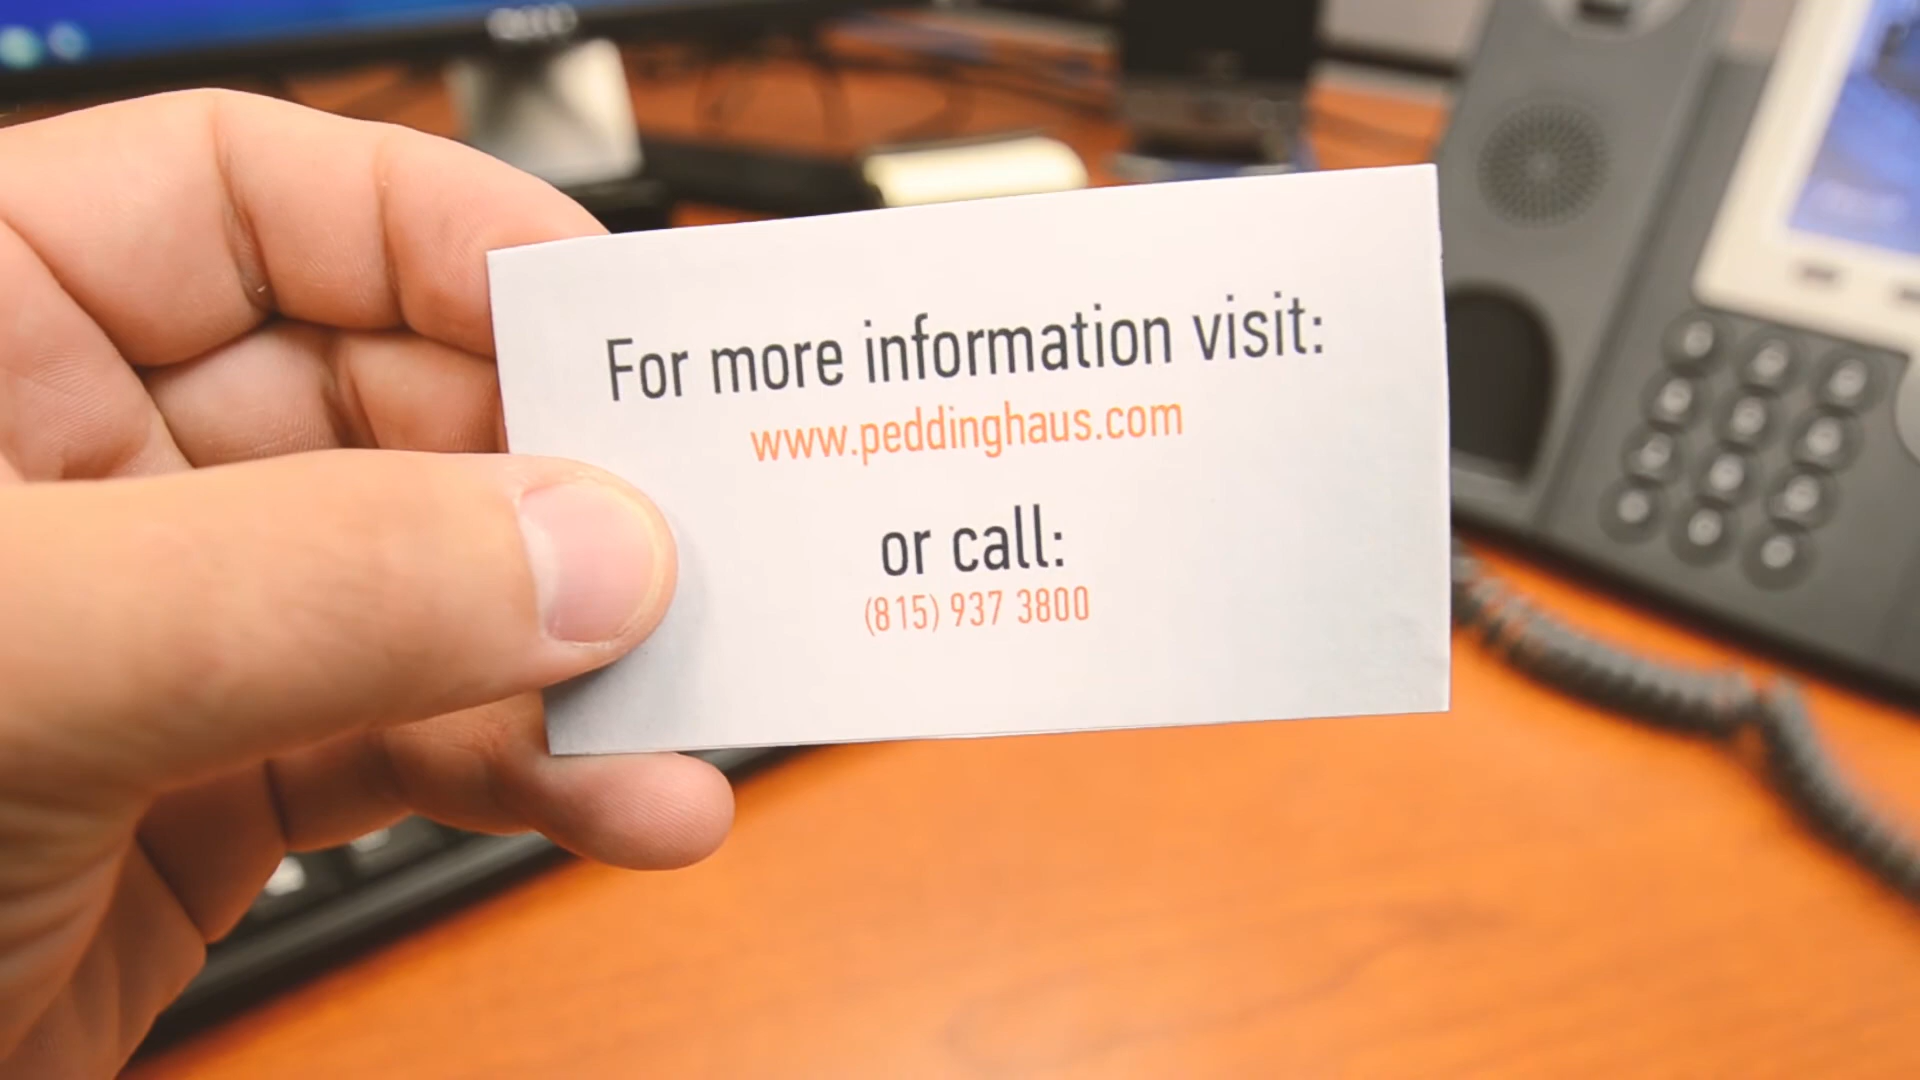 For more information visit:
www.peddinghaus.com
or call:
(815) 937 3800